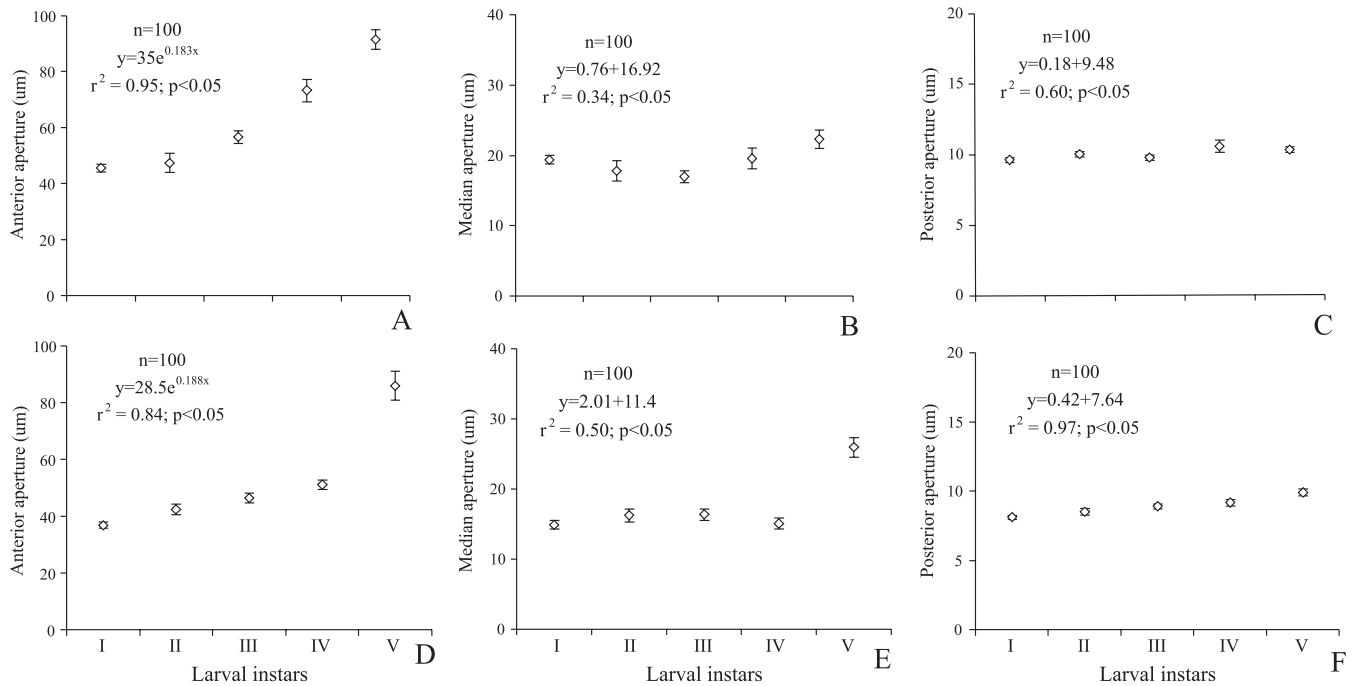 100
80
60
40
20
0
Anterior aperture (um)
n=100
y=35e^0.183x
r² = 0.95; p<0.05
A
40
30
20
10
0
Median aperture (um)
n=100
y=0.76+16.92
r² = 0.34; p<0.05
B
20
15
10
5
0
Posterior aperture (um)
n=100
y=0.18+9.48
r² = 0.60; p<0.05
C
100
80
60
40
20
0
Anterior aperture (um)
n=100
y=28.5e^0.188x
r² = 0.84; p<0.05
I II III IV V
Larval instars
D
40
30
20
10
0
Median aperture (um)
n=100
y=2.01+11.4
r² = 0.50; p<0.05
I II III IV V
Larval instars
E
20
15
10
5
0
Posterior aperture (um)
n=100
y=0.42+7.64
r² = 0.97; p<0.05
I II III IV V
Larval instars
F